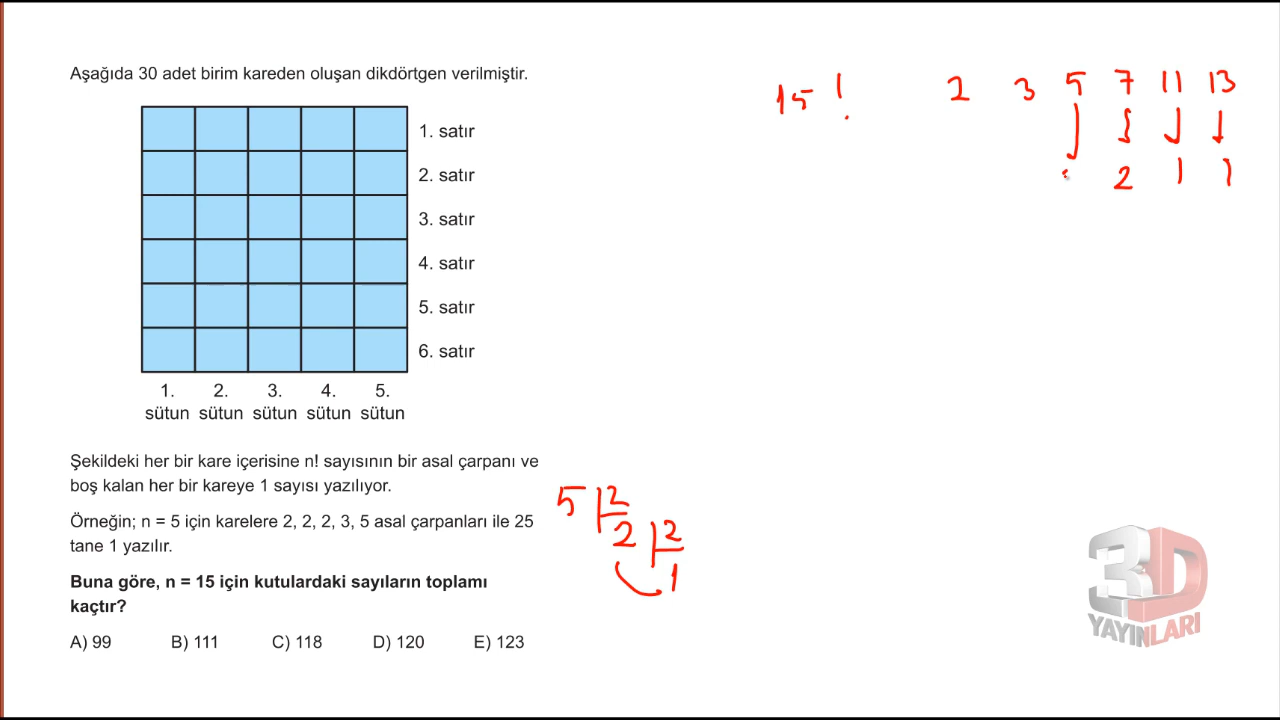 Aşağıda 30 adet birim kareden oluşan dikdörtgen verilmiştir.
15 ! 2 3 5 7 11 13
2 1 1
1. satır
2. satır
3. satır
4. satır
5. satır
6. satır
1. 2. 3. 4. 5.
sütun sütun sütun sütun sütun
Şekildeki her bir kare içerisine n! sayısının bir asal çarpanı ve
boş kalan her bir kareye 1 sayısı yazılıyor.
5 2
2 2
1
Örneğin; n = 5 için karelere 2, 2, 2, 3, 5 asal çarpanları ile 25
tane 1 yazılır.
Buna göre, n = 15 için kutulardaki sayıların toplamı
kaçtır?
A) 99 B) 111 C) 118 D) 120 E) 123
3D
YAYINLARI